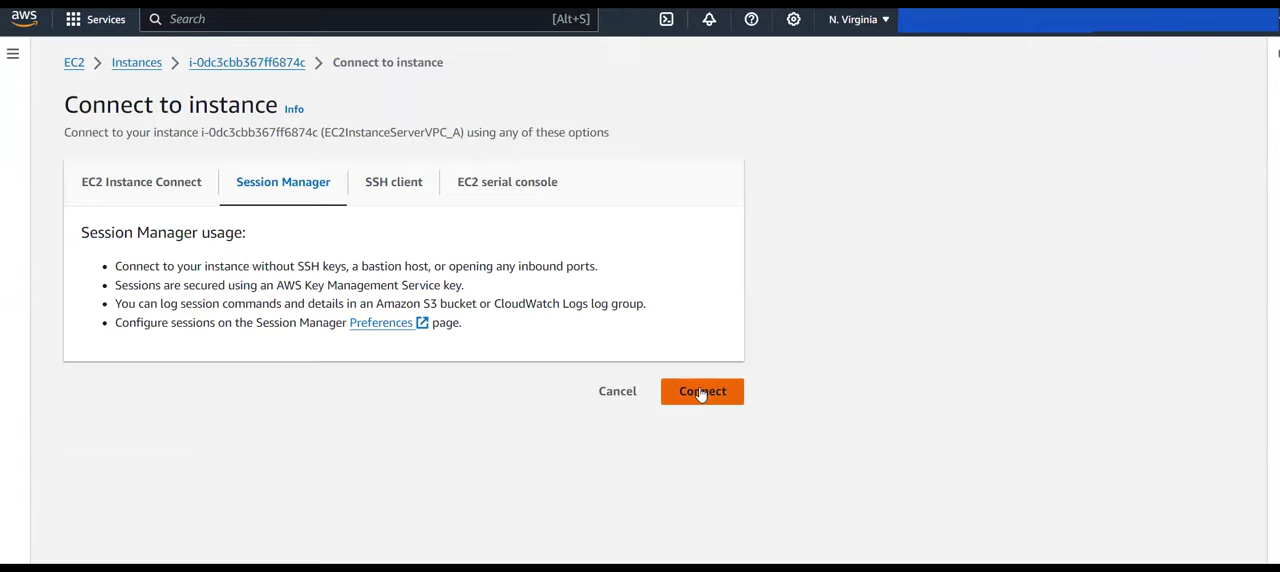 aws Services Search [Alt+S] N. Virginia
EC2 Instances i-0dc3cbb367ff6874c Connect to instance
Connect to instance Info
Connect to your instance i-0dc3cbb367ff6874c (EC2InstanceServerVPC_A) using any of these options
EC2 Instance Connect Session Manager SSH client EC2 serial console
Session Manager usage:
• Connect to your instance without SSH keys, a bastion host, or opening any inbound ports.
• Sessions are secured using an AWS Key Management Service key.
• You can log session commands and details in an Amazon S3 bucket or CloudWatch Logs log group.
• Configure sessions on the Session Manager Preferences page.
Cancel Connect